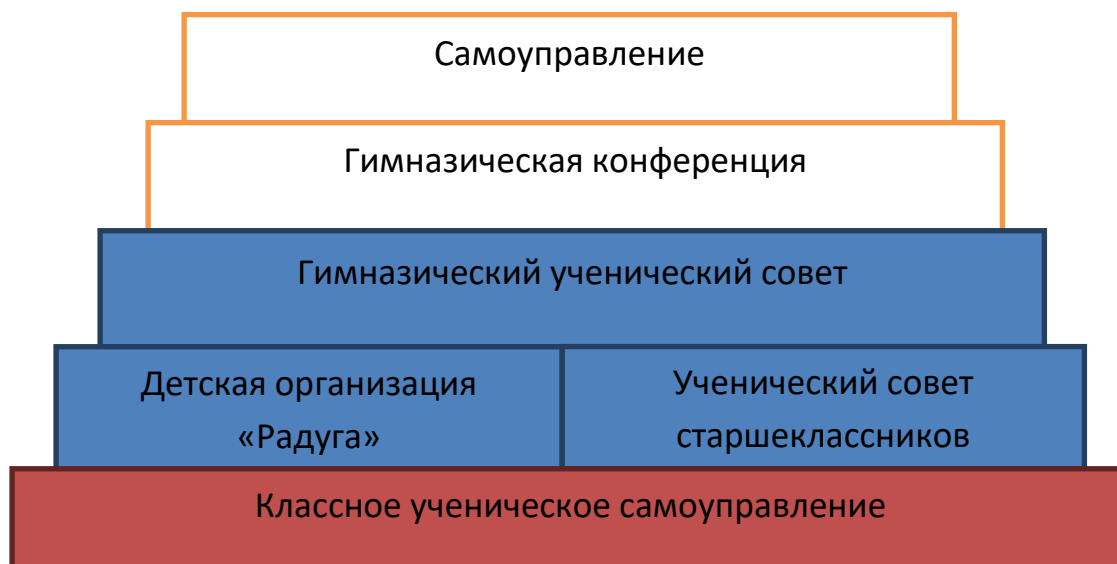 Самоуправление
Гимназическая конференция
Гимназический ученический совет
Детская организация
«Радуга»
Ученический совет
старшеклассников
Классное ученическое самоуправление